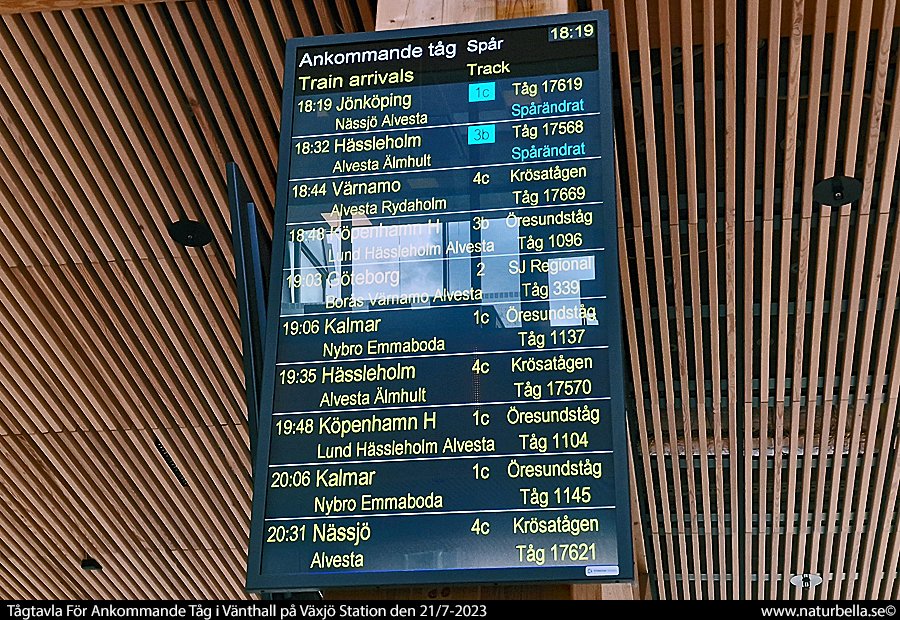 18:19
Ankommande tåg Spår
Train arrivals Track
18:19 Jönköping 1c Tåg 17619
Nässjö Alvesta Spårändrat
18:32 Hässleholm 3b Tåg 17568
Alvesta Älmhult Spårändrat
18:44 Värnamo 4c Krösatågen
Alvesta Rydaholm Tåg 17669
18:48 Köpenhamn H 3b Öresundståg
Lund Hässleholm Alvesta Tåg 1096
19:03 Göteborg 2 SJ Regional
Borås Värnamo Alvesta Tåg 339
19:06 Kalmar 1c Öresundståg
Nybro Emmaboda Tåg 1137
19:35 Hässleholm 4c Krösatågen
Alvesta Älmhult Tåg 17570
19:48 Köpenhamn H 1c Öresundståg
Lund Hässleholm Alvesta Tåg 1104
20:06 Kalmar 1c Öresundståg
Nybro Emmaboda Tåg 1145
20:31 Nässjö 4c Krösatågen
Alvesta Tåg 17621
Tågtavla För Ankommande Tåg i Vänthall på Växjö Station den 21/7-2023 www.naturbella.se©